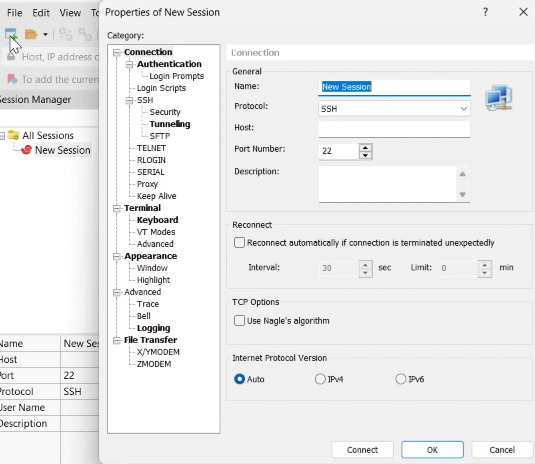 File Edit View
Properties of New Session ? ×
Host, IP address o
To add the curren
ession Manager
All Sessions
New Session
Name New Ses
Host
ort 22
rotocol SSH
User Name
Description
Category:
Connection
Authentication
Login Prompts
Login Scripts
SSH
Security
Tunneling
SFTP
TELNET
RLOGIN
SERIAL
Proxy
Keep Alive
Terminal
Keyboard
VT Modes
Advanced
Appearance
Window
Highlight
Advanced
Trace
Bell
Logging
File Transfer
X/YMODEM
ZMODEM
Connection
General
Name: New Session
Protocol: SSH
Host:
Port Number: 22
Description:
Reconnect
Reconnect automatically if connection is terminated unexpectedly
Interval: 30 sec Limit: 0 min
TCP Options
Use Nagle's algorithm
Internet Protocol Version
Auto IPv4 IPv6
Connect OK Cancel